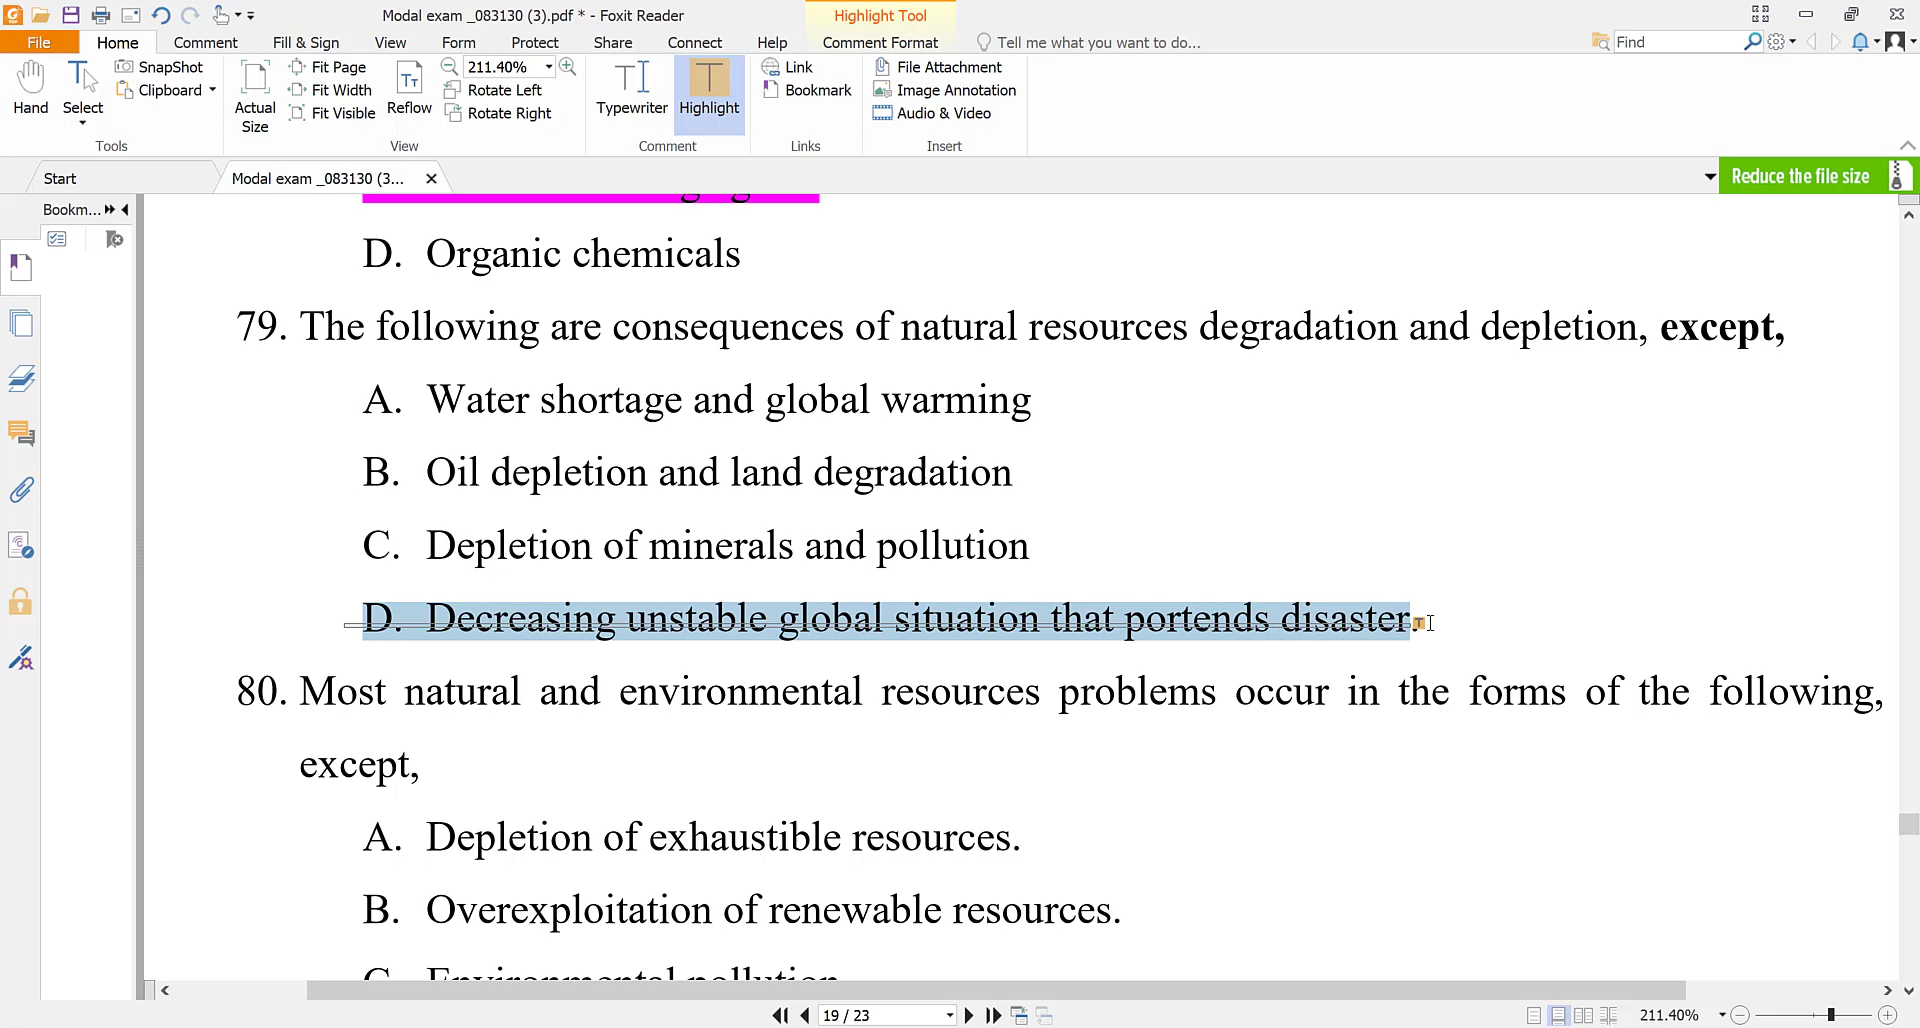 Modal exam _083130 (3).pdf * - Foxit Reader
Highlight Tool
File Home Comment Fill & Sign View Form Protect Share Connect Help Comment Format Tell me what you want to do... Find
Hand
Select
SnapShot
Clipboard
Tools
Actual Size
Fit Page
Fit Width
Fit Visible
Reflow
211.40%
Rotate Left
Rotate Right
View
Typewriter
Highlight
Comment
Link
Bookmark
Links
File Attachment
Image Annotation
Audio & Video
Insert
Start
Modal exam _083130 (3...
Reduce the file size
Bookm...
D. Organic chemicals
79. The following are consequences of natural resources degradation and depletion, except,
A. Water shortage and global warming
B. Oil depletion and land degradation
C. Depletion of minerals and pollution
D. Decreasing unstable global situation that portends disaster.
80. Most natural and environmental resources problems occur in the forms of the following,
except,
A. Depletion of exhaustible resources.
B. Overexploitation of renewable resources.
C. Environmental pollution
19 / 23
211.40%